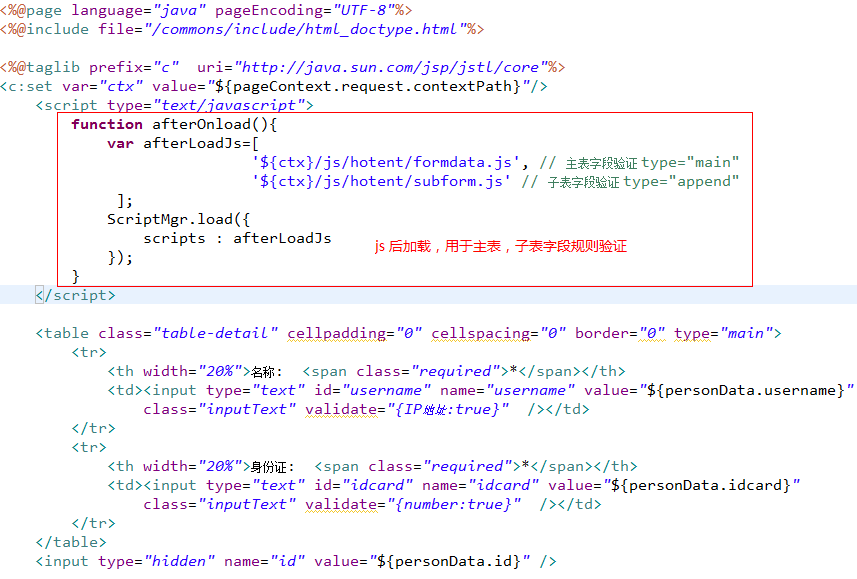 <%@page language="java" pageEncoding="UTF-8"%>
<%@include file="/commons/include/html_doctype.html"%>
<%@taglib prefix="c"  uri="http://java.sun.com/jsp/jstl/core"%>
<c:set var="ctx" value="${pageContext.request.contextPath}"/>
    <script type="text/javascript">
        function afterOnload(){
            var afterLoadJs=[
                            '${ctx}/js/hotent/formdata.js', // 主表字段验证 type="main"
                            '${ctx}/js/hotent/subform.js' // 子表字段验证 type="append"
             ];
            ScriptMgr.load({
                scripts : afterLoadJs
js 后加载，用于主表，子表字段规则验证
            });
        }
    </script>
    <table class="table-detail" cellpadding="0" cellspacing="0" border="0" type="main">
        <tr>
            <th width="20%">名称:  <span class="required">*</span></th>
            <td><input type="text" id="username" name="username" value="${personData.username}"
                class="inputText" validate="{IP地址:true}"  /></td>
        </tr>
        <tr>
            <th width="20%">身份证:  <span class="required">*</span></th>
            <td><input type="text" id="idcard" name="idcard" value="${personData.idcard}"
                class="inputText" validate="{number:true}"  /></td>
        </tr>
    </table>
    <input type="hidden" name="id" value="${personData.id}" />